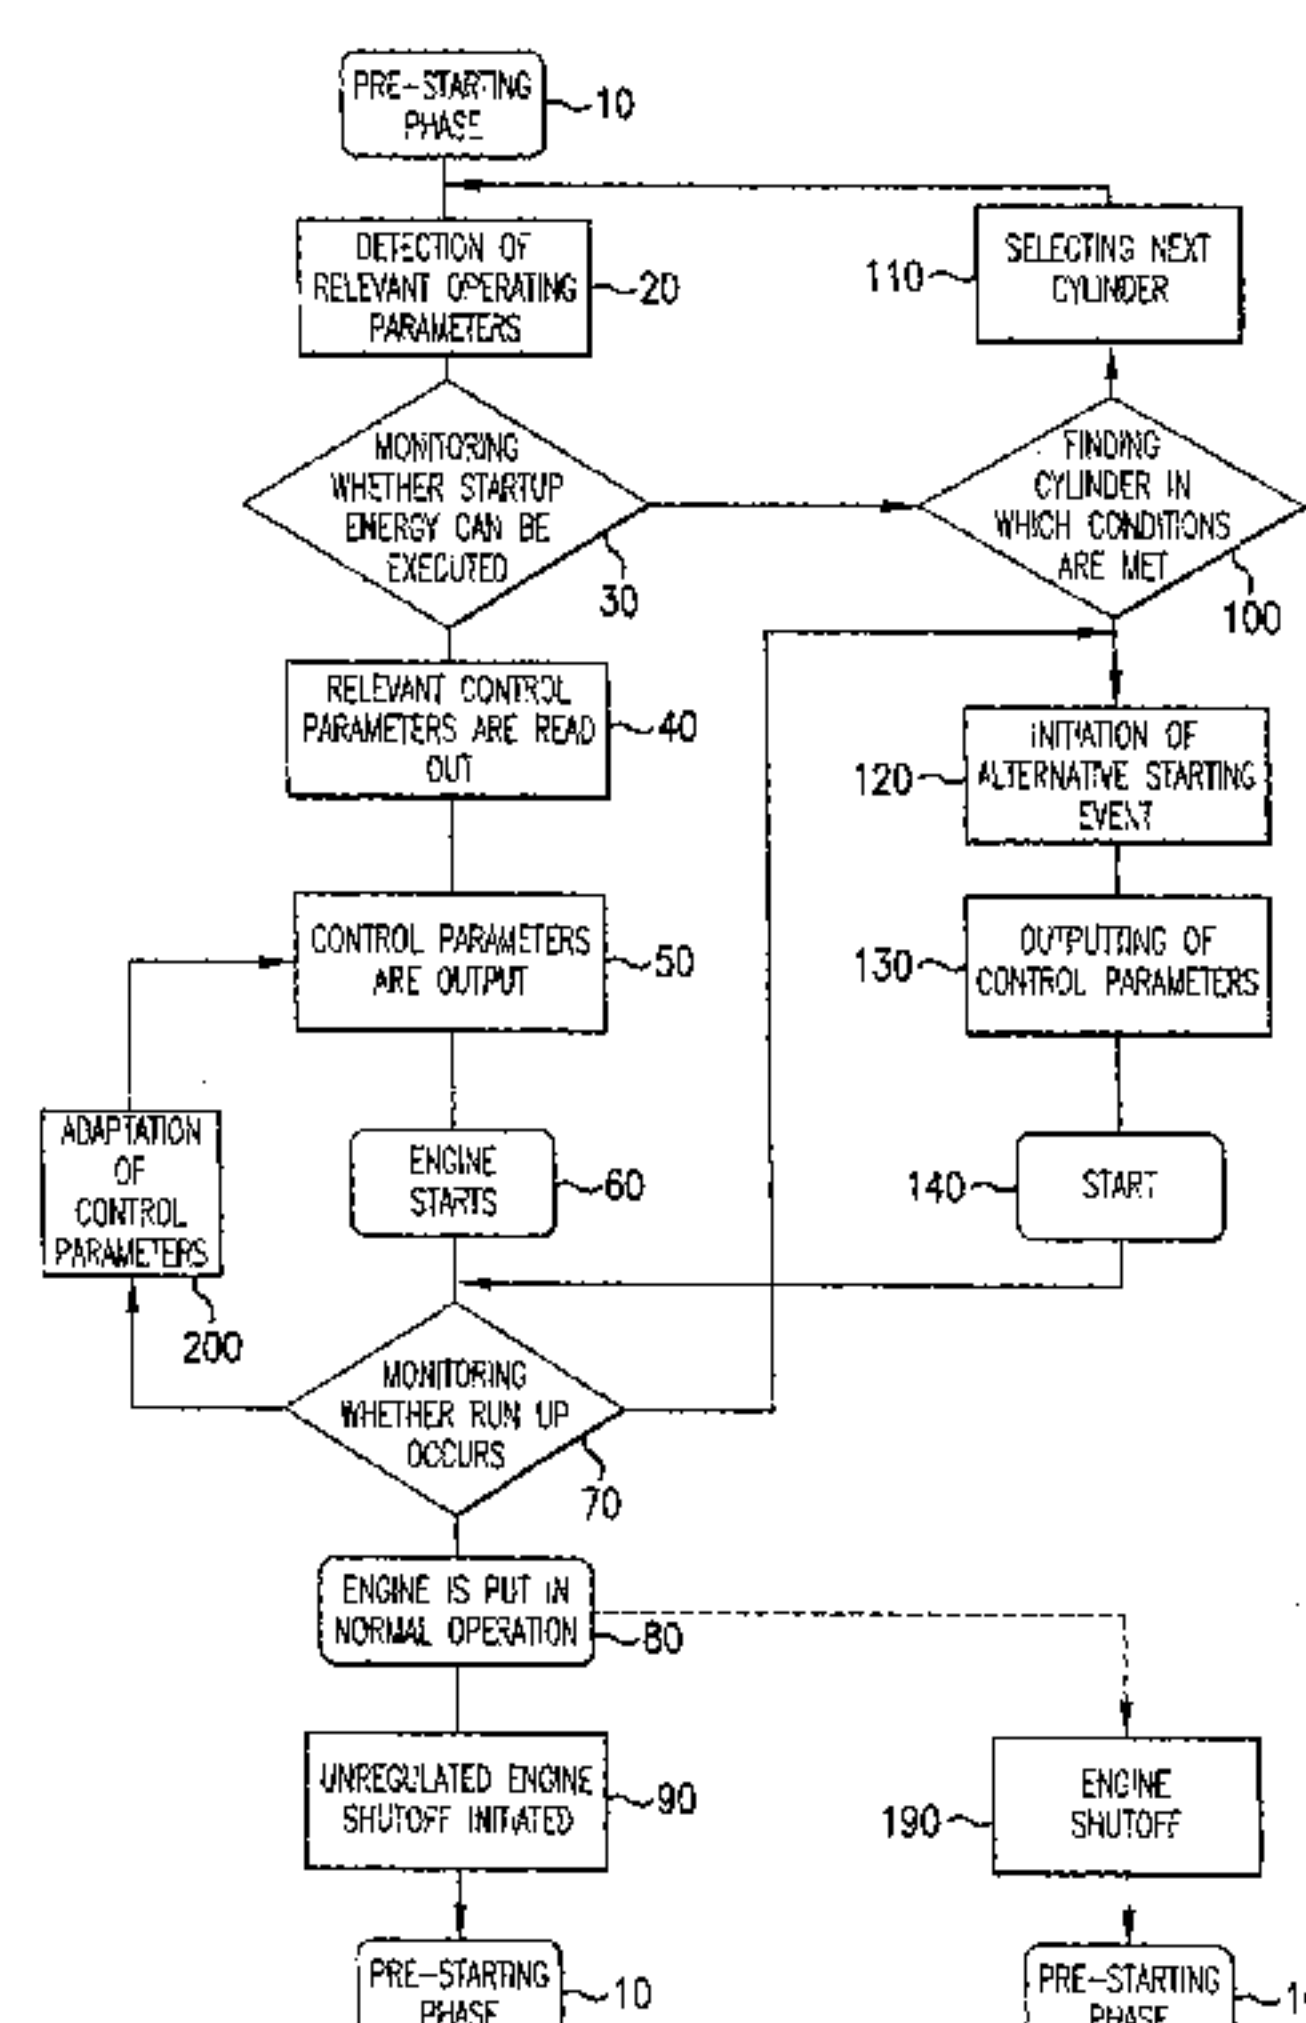 PRE-STARTING
PHASE
10
DETECTION OF
RELEVANT OPERATING
PARAMETERS
20
SELECTING NEXT
CYLINDER
110
MONITORING
WHETHER STARTUP
ENERGY CAN BE
EXECUTED
30
FINDING
CYLINDER IN
WHICH CONDITIONS
ARE MET
100
RELEVANT CONTROL
PARAMETERS ARE READ
OUT
40
INITIATION OF
ALTERNATIVE STARTING
EVENT
120
CONTROL PARAMETERS
ARE OUTPUT
50
OUTPUTTING OF
CONTROL PARAMETERS
130
ADAPTATION
OF
CONTROL
PARAMETERS
200
ENGINE
STARTS
60
START
140
MONITORING
WHETHER RUN UP
OCCURS
70
ENGINE IS PUT IN
NORMAL OPERATION
80
UNREGULATED ENGINE
SHUTOFF INITIATED
90
ENGINE
SHUTOFF
190
PRE-STARTING
PHASE
10
PRE-STARTING
PHASE